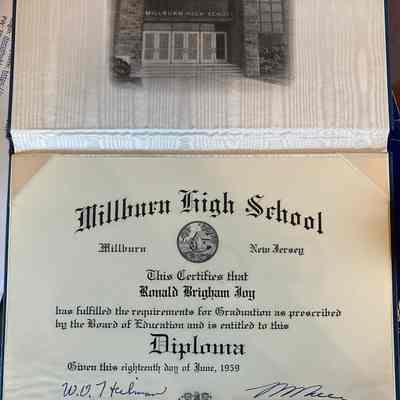 MILLBURN HIGH SCHOOL
Millburn High School
Millburn New Jersey
This Certifies that
Ronald Brigham Joy
has fulfilled the requirements for Graduation as prescribed
by the Board of Education and is entitled to this
Diploma
Given this eighteenth day of June, 1959